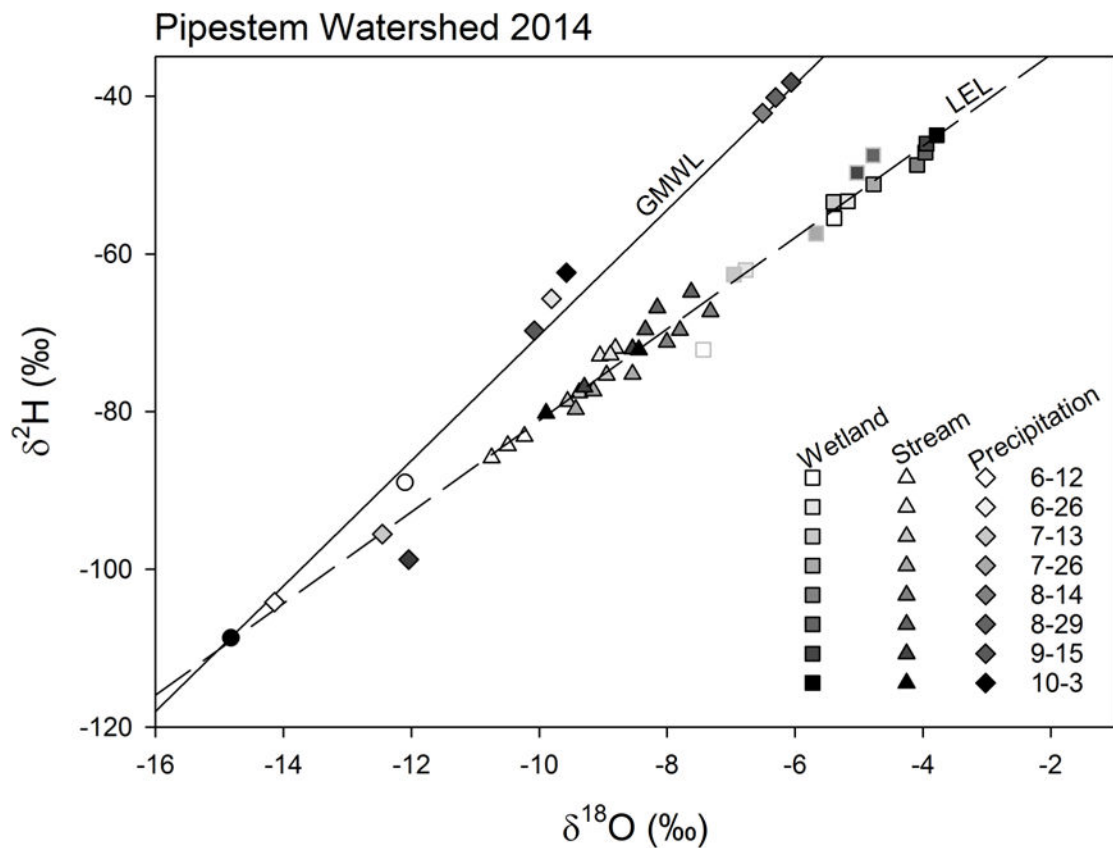 Pipestem Watershed 2014
δ²H (‰)
-40
-60
-80
-100
-120
GMWL
LEL
Wetland Stream Precipitation
6-12
6-26
7-13
7-26
8-14
8-29
9-15
10-3
-16 -14 -12 -10 -8 -6 -4 -2
δ¹⁸O (‰)